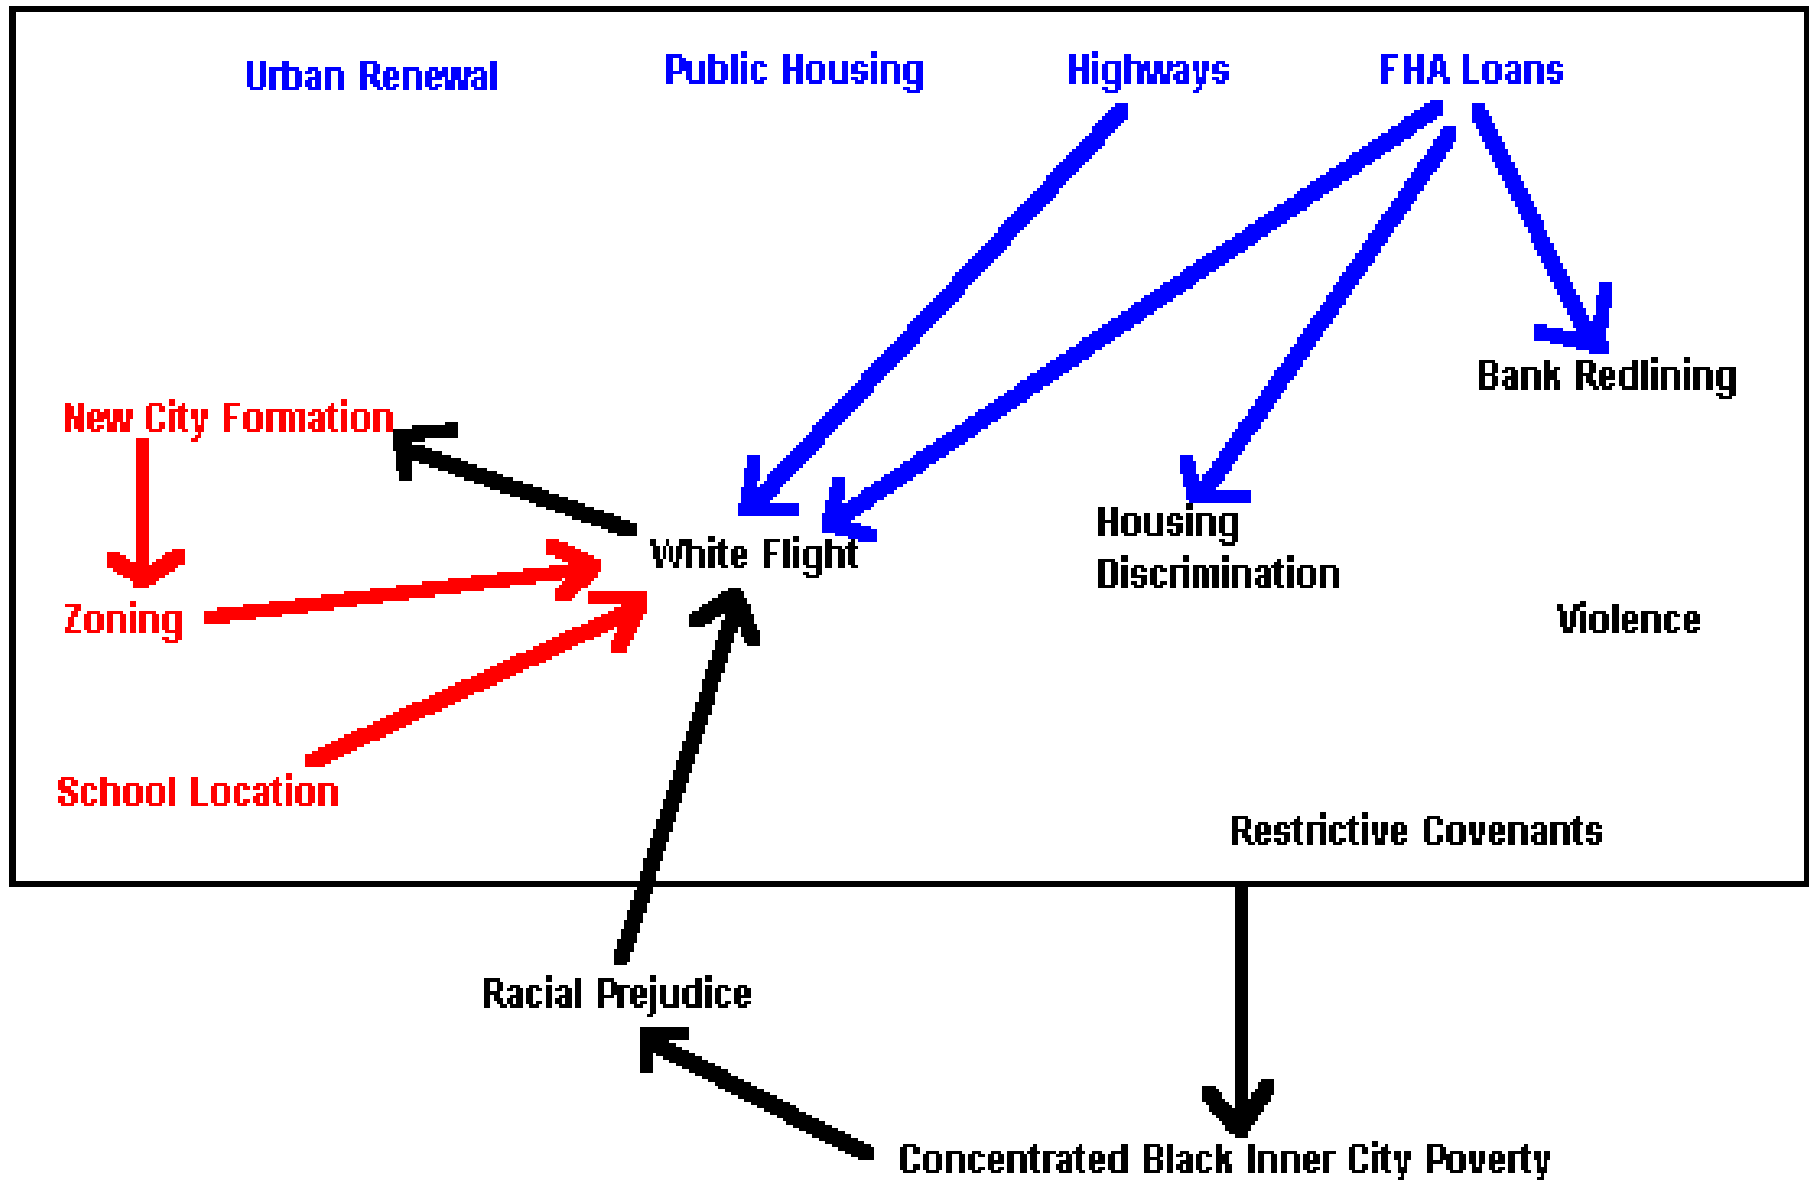 Urban Renewal
Public Housing
Highways
FHA Loans
Bank Redlining
New City Formation
White Flight
Housing
Discrimination
Zoning
Violence
School Location
Restrictive Covenants
Racial Prejudice
Concentrated Black Inner City Poverty